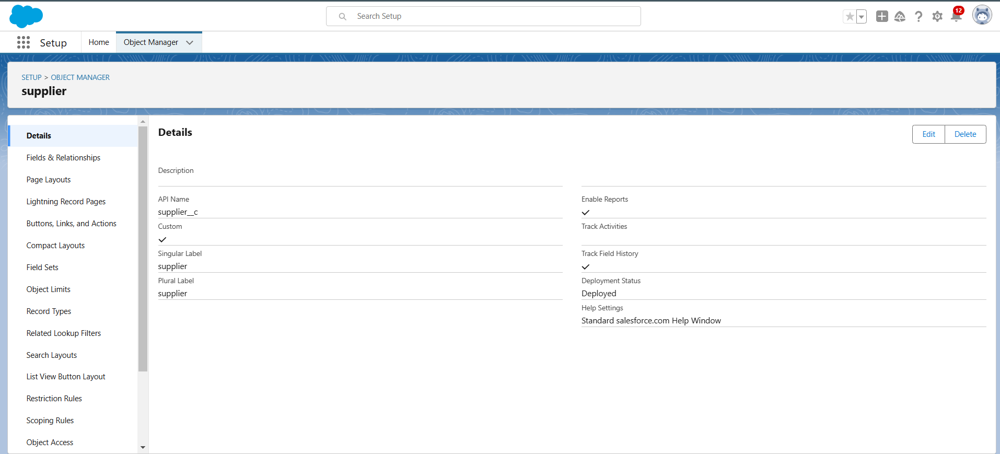 Search Setup
12
Setup
Home
Object Manager
SETUP > OBJECT MANAGER
supplier
Details
Fields & Relationships
Page Layouts
Lightning Record Pages
Buttons, Links, and Actions
Compact Layouts
Field Sets
Object Limits
Record Types
Related Lookup Filters
Search Layouts
List View Button Layout
Restriction Rules
Scoping Rules
Object Access
Details
Edit
Delete
Description
API Name
supplier__c
Custom
Singular Label
supplier
Plural Label
supplier
Enable Reports
Track Activities
Track Field History
Deployment Status
Deployed
Help Settings
Standard salesforce.com Help Window